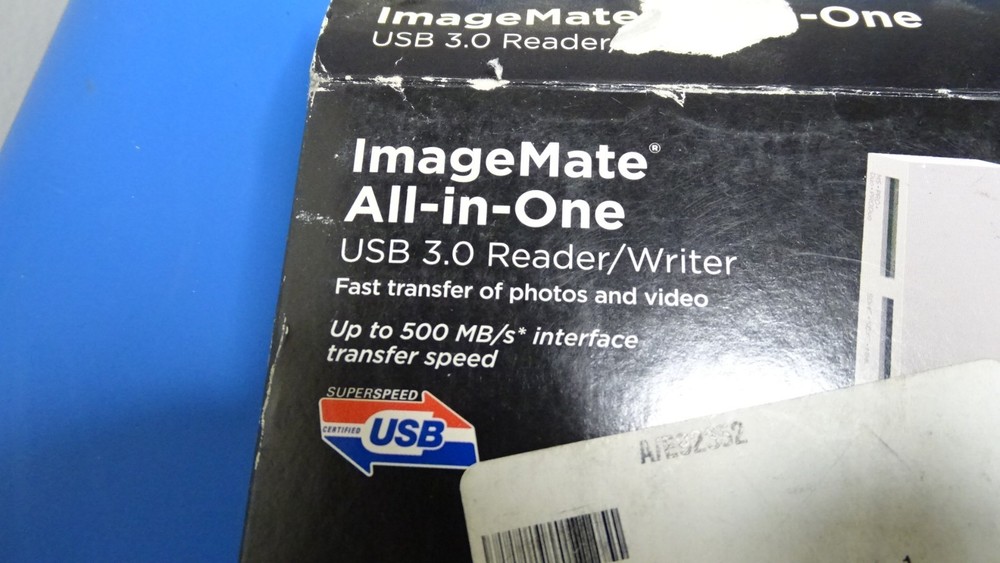 ImageMate -One
USB 3.0 Reader/
ImageMate®
All-in-One
USB 3.0 Reader/Writer
Fast transfer of photos and video
Up to 500 MB/s* interface
transfer speed
SUPERSPEED
CERTIFIED USB